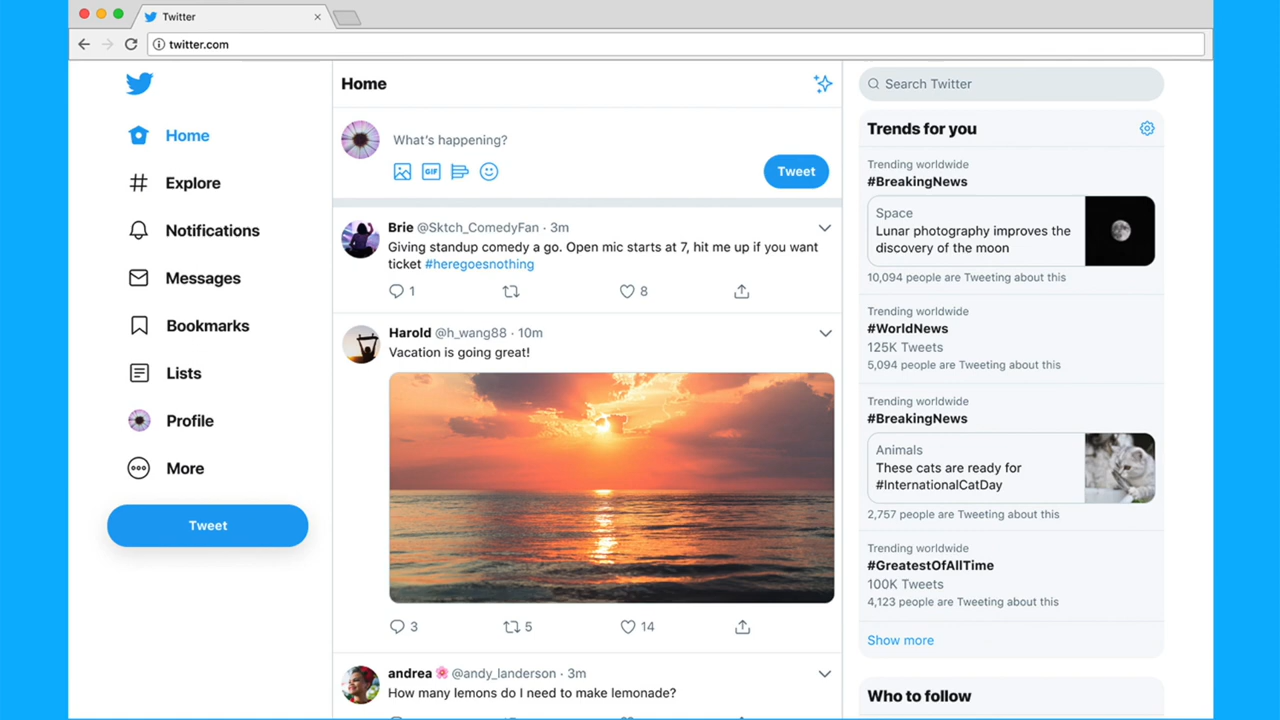 Twitter
twitter.com
Home
Explore
Notifications
Messages
Bookmarks
Lists
Profile
More
Tweet
Home
What's happening?
GIF
Tweet
Brie @Sktch_ComedyFan · 3m
Giving standup comedy a go. Open mic starts at 7, hit me up if you want
ticket #heregoesnothing
1
8
Harold @h_wang88 · 10m
Vacation is going great!
3
5
14
andrea 🌸 @andy_landerson · 3m
How many lemons do I need to make lemonade?
Search Twitter
Trends for you
Trending worldwide
#BreakingNews
Space
Lunar photography improves the
discovery of the moon
10,094 people are Tweeting about this
Trending worldwide
#WorldNews
125K Tweets
5,094 people are Tweeting about this
Trending worldwide
#BreakingNews
Animals
These cats are ready for
#InternationalCatDay
2,757 people are Tweeting about this
Trending worldwide
#GreatestOfAllTime
100K Tweets
4,123 people are Tweeting about this
Show more
Who to follow